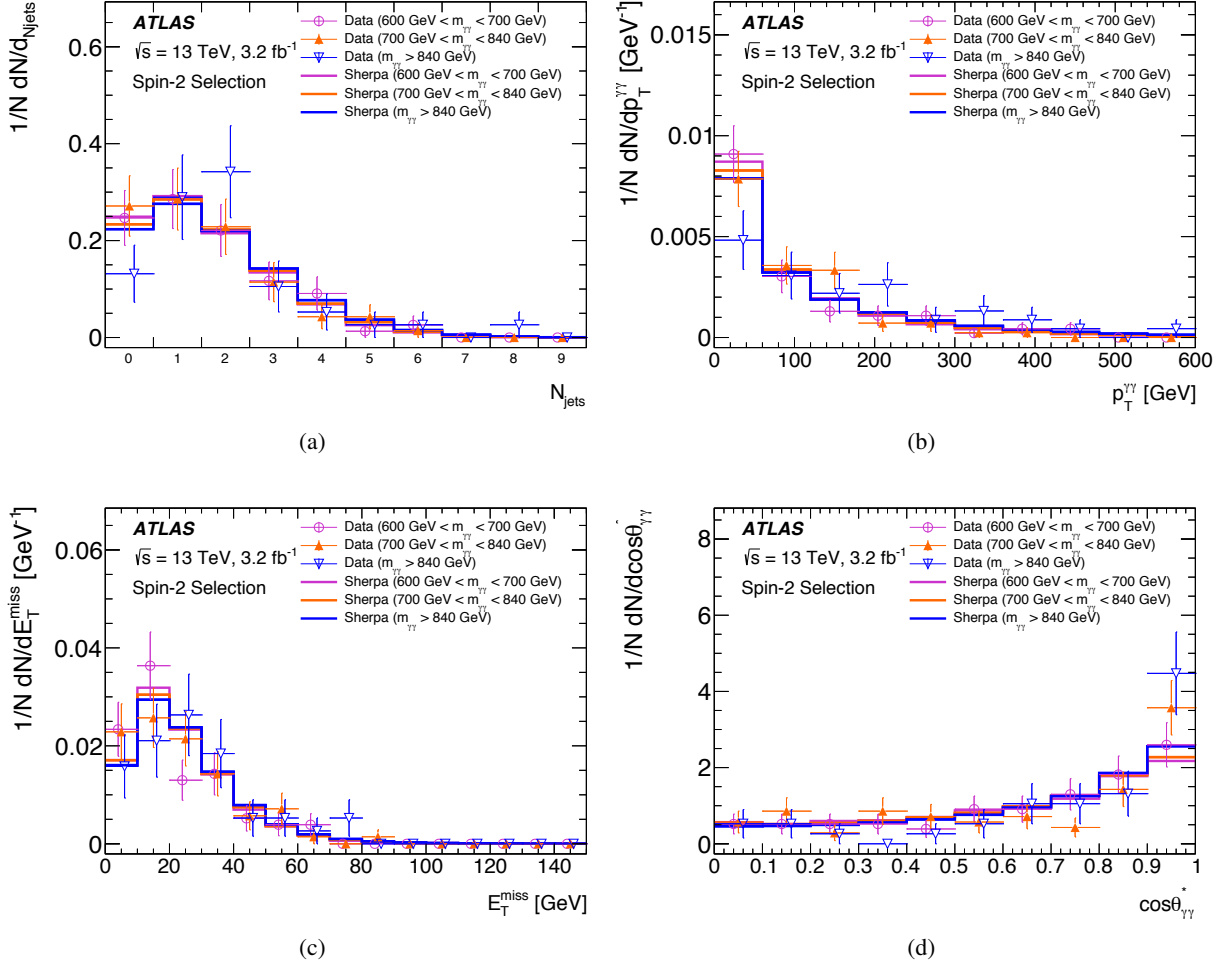 ATLAS
√s = 13 TeV, 3.2 fb⁻¹
Spin-2 Selection
Data (600 GeV < m_γγ < 700 GeV)
Data (700 GeV < m_γγ < 840 GeV)
Data (m_γγ > 840 GeV)
Sherpa (600 GeV < m_γγ < 700 GeV)
Sherpa (700 GeV < m_γγ < 840 GeV)
Sherpa (m_γγ > 840 GeV)
1/N dN/d_Njets
0.6
0.4
0.2
0
0 1 2 3 4 5 6 7 8 9
N_jets
(a)
ATLAS
√s = 13 TeV, 3.2 fb⁻¹
Spin-2 Selection
Data (600 GeV < m_γγ < 700 GeV)
Data (700 GeV < m_γγ < 840 GeV)
Data (m_γγ > 840 GeV)
Sherpa (600 GeV < m_γγ < 700 GeV)
Sherpa (700 GeV < m_γγ < 840 GeV)
Sherpa (m_γγ > 840 GeV)
1/N dN/dp_T^γγ [GeV⁻¹]
0.015
0.01
0.005
0
0 100 200 300 400 500 600
p_T^γγ [GeV]
(b)
ATLAS
√s = 13 TeV, 3.2 fb⁻¹
Spin-2 Selection
Data (600 GeV < m_γγ < 700 GeV)
Data (700 GeV < m_γγ < 840 GeV)
Data (m_γγ > 840 GeV)
Sherpa (600 GeV < m_γγ < 700 GeV)
Sherpa (700 GeV < m_γγ < 840 GeV)
Sherpa (m_γγ > 840 GeV)
1/N dN/dE_T^miss [GeV⁻¹]
0.06
0.04
0.02
0
0 20 40 60 80 100 120 140
E_T^miss [GeV]
(c)
ATLAS
√s = 13 TeV, 3.2 fb⁻¹
Spin-2 Selection
Data (600 GeV < m_γγ < 700 GeV)
Data (700 GeV < m_γγ < 840 GeV)
Data (m_γγ > 840 GeV)
Sherpa (600 GeV < m_γγ < 700 GeV)
Sherpa (700 GeV < m_γγ < 840 GeV)
Sherpa (m_γγ > 840 GeV)
1/N dN/dcosθ*_γγ
8
6
4
2
0
0 0.1 0.2 0.3 0.4 0.5 0.6 0.7 0.8 0.9 1
cosθ*_γγ
(d)